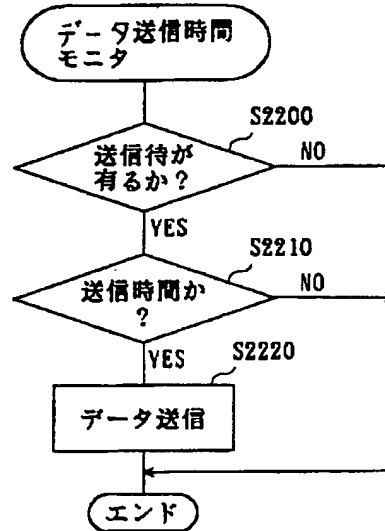 データ送信時間
モニタ
S2200
送信待が
有るか?
NO
YES
S2210
送信時間か
?
NO
YES
S2220
データ送信
エンド